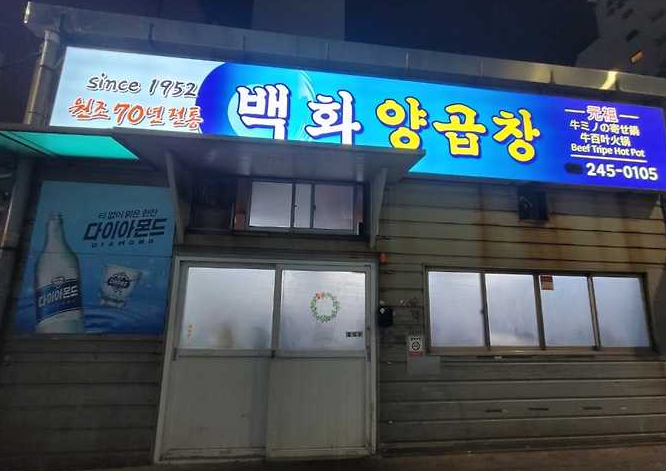 since 1952
원조 70년 전통
백화양곱창
元祖
牛ミノの寄せ鍋
牛百叶火锅
Beef Tripe Hot Pot
245-0105
티 없이 맑은 한잔
다이아몬드
DIAMOND
다이아몬드